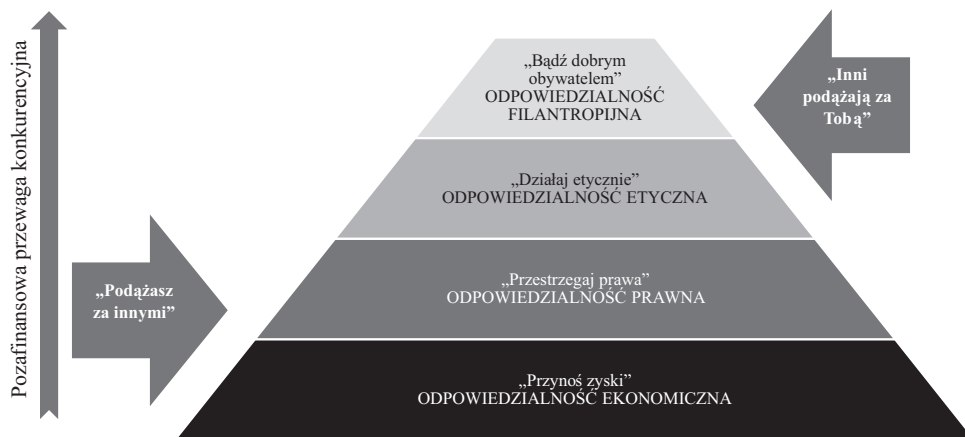 Pozafinansowa przewaga konkurencyjna
„Bądź dobrym
obywatelem”
ODPOWIEDZIALNOŚĆ
FILANTROPIJNA
„Inni
podążają za
Tobą”
„Działaj etycznie”
ODPOWIEDZIALNOŚĆ ETYCZNA
„Podążasz
za innymi”
„Przestrzegaj prawa”
ODPOWIEDZIALNOŚĆ PRAWNA
„Przynoś zyski”
ODPOWIEDZIALNOŚĆ EKONOMICZNA